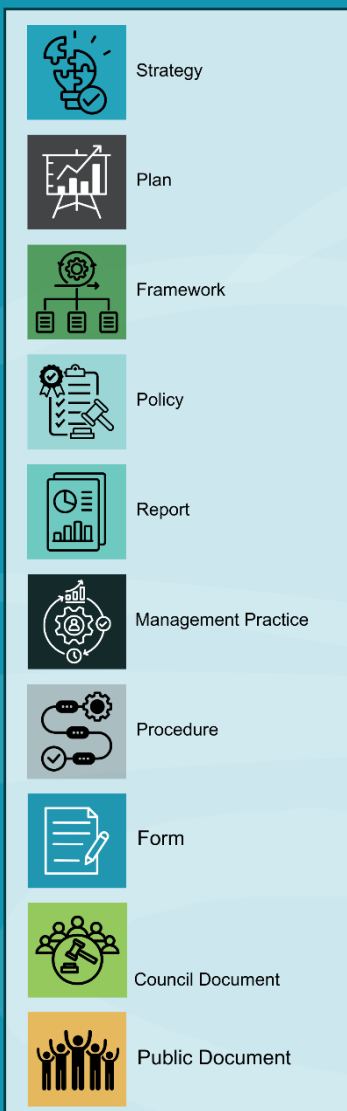 Strategy
Plan
Framework
Policy
Report
Management Practice
Procedure
Form
Council Document
Public Document